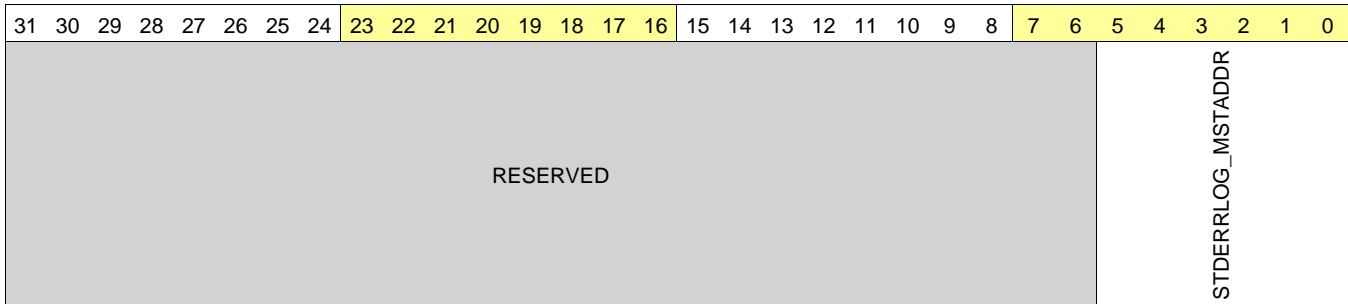 31 30 29 28 27 26 25 24 23 22 21 20 19 18 17 16 15 14 13 12 11 10 9 8 7 6 5 4 3 2 1 0
RESERVED
STDERRLOG_MSTADDR